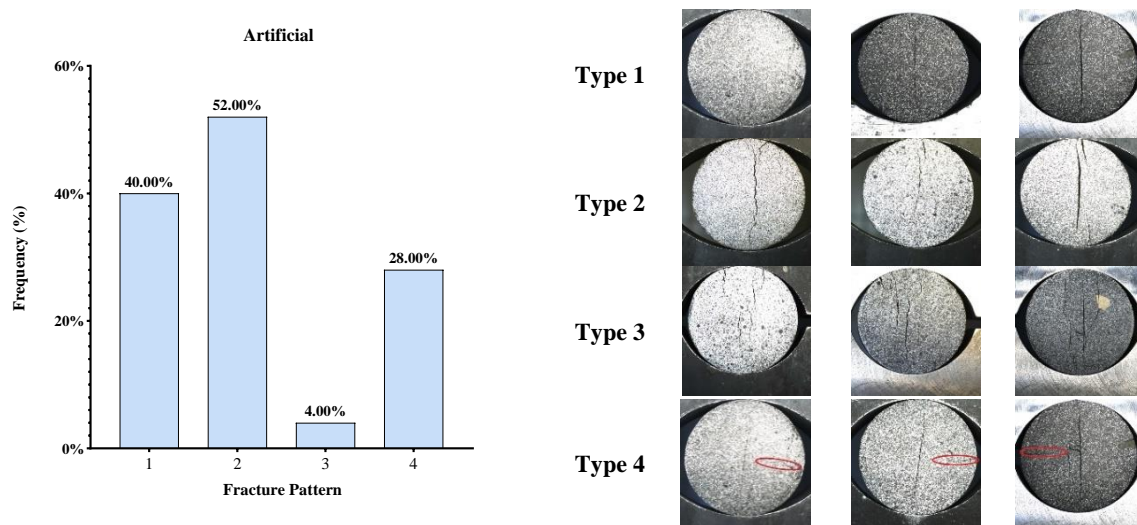 Artificial
60%
52.00%
40.00%
40%
28.00%
20%
4.00%
0%
1 2 3 4
Frequency (%)
Fracture Pattern
Type 1
Type 2
Type 3
Type 4